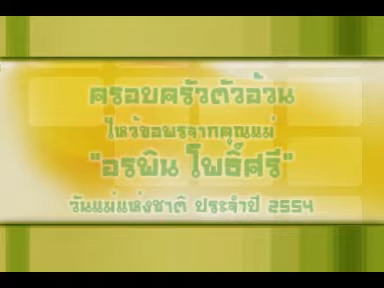 ครอบครัวตัวอ้วน
ไหว้ขอพรจากคุณแม่
"อรพิน โพธิ์ศรี"
วันแม่แห่งชาติ ประจำปี 2554